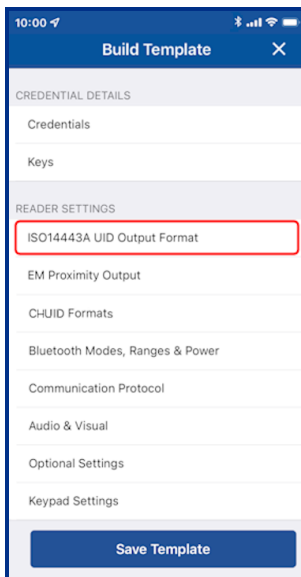 10:00
Build Template
CREDENTIAL DETAILS
Credentials
Keys
READER SETTINGS
ISO14443A UID Output Format
EM Proximity Output
CHUID Formats
Bluetooth Modes, Ranges & Power
Communication Protocol
Audio & Visual
Optional Settings
Keypad Settings
Save Template